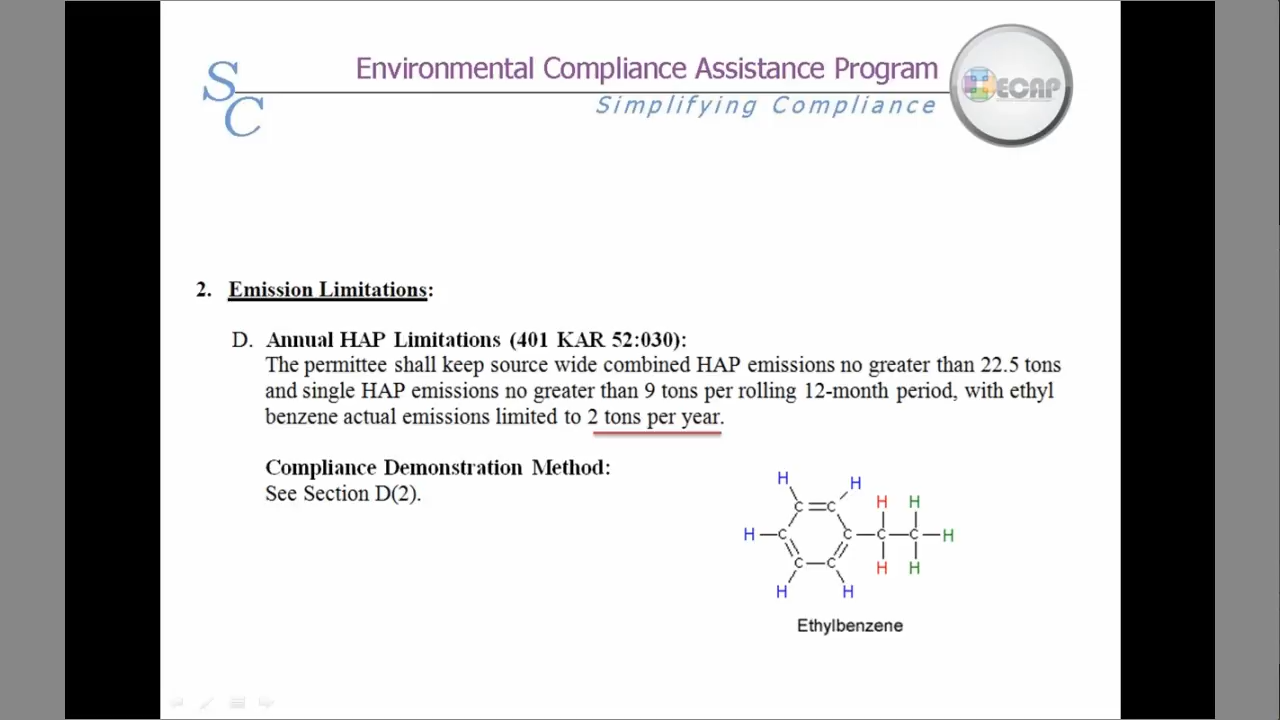 S
C
Environmental Compliance Assistance Program
Simplifying Compliance
ECAP
2. Emission Limitations:
D. Annual HAP Limitations (401 KAR 52:030):
The permittee shall keep source wide combined HAP emissions no greater than 22.5 tons
and single HAP emissions no greater than 9 tons per rolling 12-month period, with ethyl
benzene actual emissions limited to 2 tons per year.
Compliance Demonstration Method:
See Section D(2).
H H
C C H H
H C C C C H
C C H H
H H
Ethylbenzene